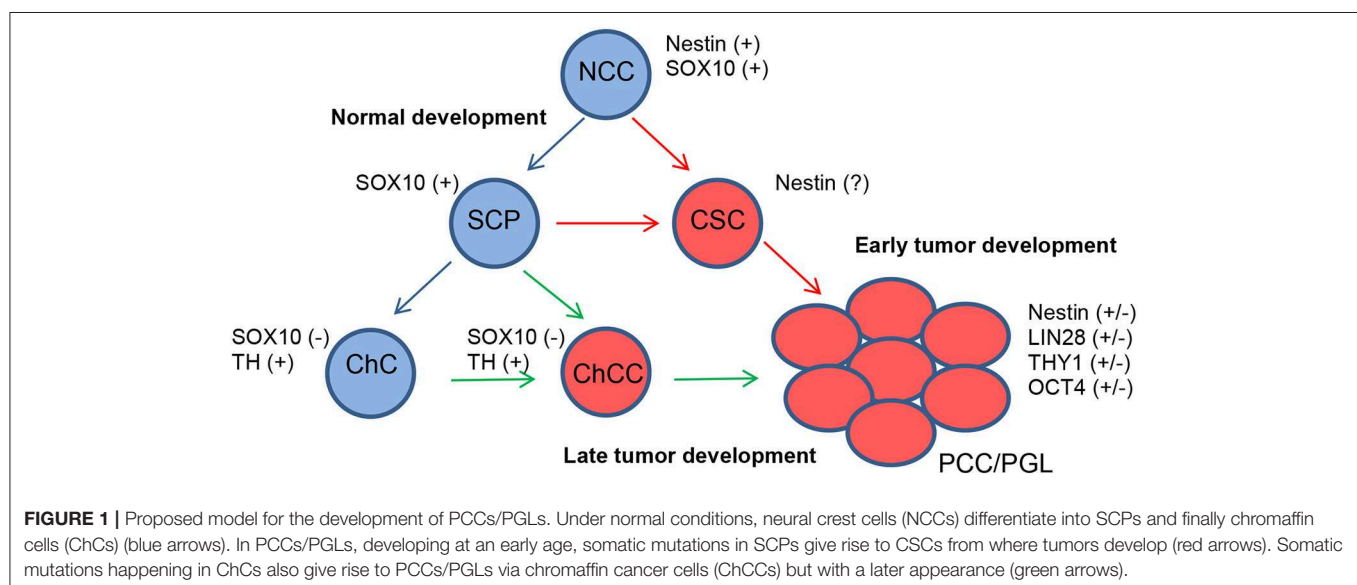 Nestin (+)
SOX10 (+)
NCC
Normal development
SOX10 (+)
SCP
CSC
Nestin (?)
Early tumor development
SOX10 (-)
TH (+)
ChC
SOX10 (-)
TH (+)
ChCC
Nestin (+/-)
LIN28 (+/-)
THY1 (+/-)
OCT4 (+/-)
Late tumor development
PCC/PGL
FIGURE 1 | Proposed model for the development of PCCs/PGLs. Under normal conditions, neural crest cells (NCCs) differentiate into SCPs and finally chromaffin
cells (ChCs) (blue arrows). In PCCs/PGLs, developing at an early age, somatic mutations in SCPs give rise to CSCs from where tumors develop (red arrows). Somatic
mutations happening in ChCs also give rise to PCCs/PGLs via chromaffin cancer cells (ChCCs) but with a later appearance (green arrows).